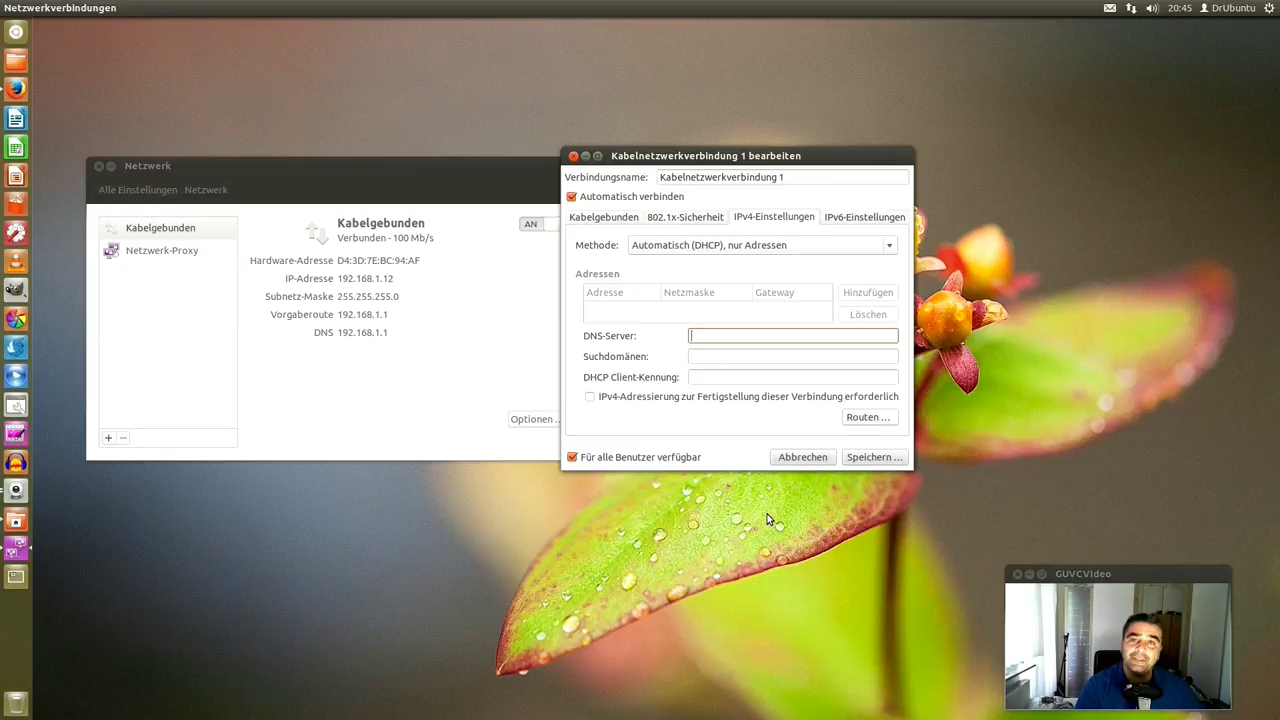 Netzwerkverbindungen
20:45
DrUbuntu
Netzwerk
Alle Einstellungen Netzwerk
Kabelgebunden
Netzwerk-Proxy
Kabelgebunden
Verbunden - 100 Mb/s
AN
Hardware-Adresse D4:3D:7E:BC:94:AF
IP-Adresse 192.168.1.12
Subnetz-Maske 255.255.255.0
Vorgaberoute 192.168.1.1
DNS 192.168.1.1
Optionen ..
Kabelnetzwerkverbindung 1 bearbeiten
Verbindungsname: Kabelnetzwerkverbindung 1
Automatisch verbinden
Kabelgebunden 802.1x-Sicherheit IPv4-Einstellungen IPv6-Einstellungen
Methode: Automatisch (DHCP), nur Adressen
Adressen
Adresse Netzmaske Gateway
Hinzufügen
Löschen
DNS-Server:
Suchdomänen:
DHCP Client-Kennung:
IPv4-Adressierung zur Fertigstellung dieser Verbindung erforderlich
Routen ...
Für alle Benutzer verfügbar
Abbrechen
Speichern ...
GUVCVideo